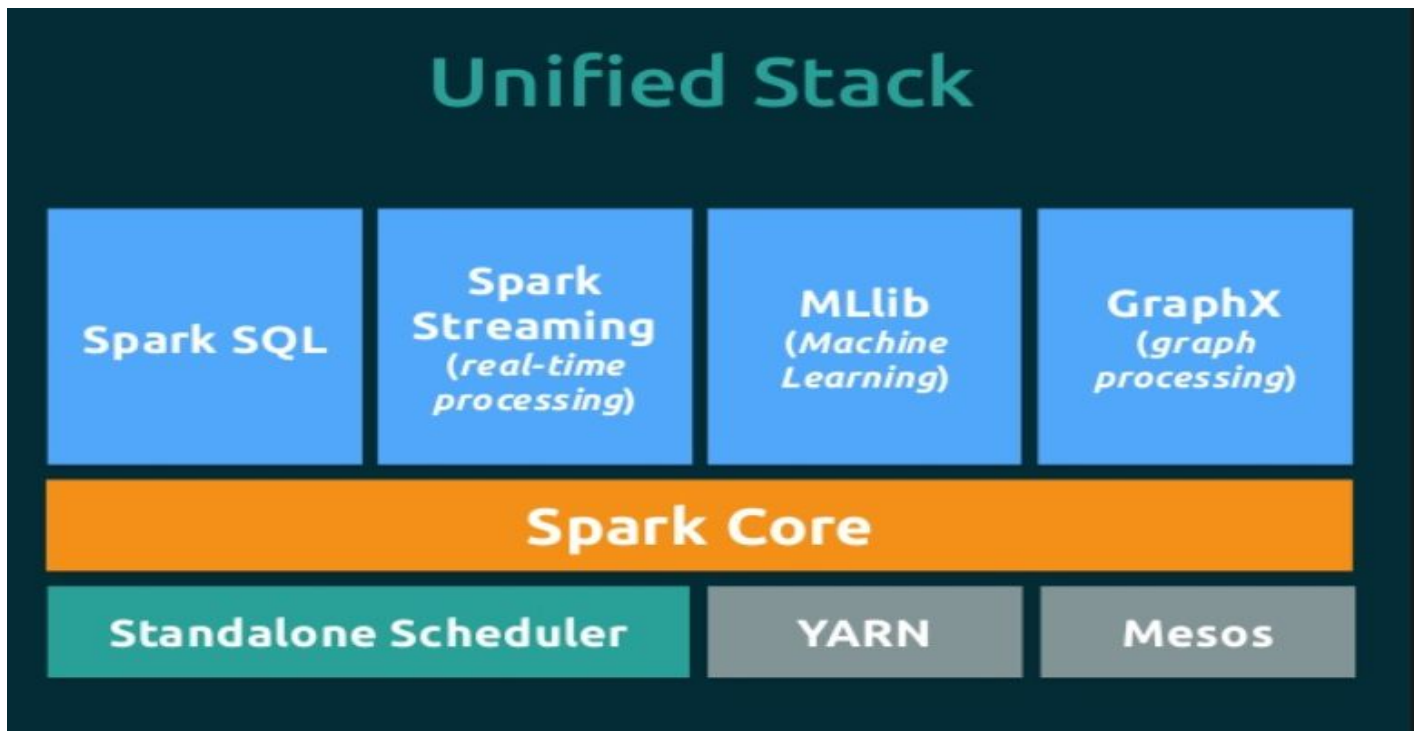 Unified Stack
Spark SQL
Spark
Streaming
(real-time
processing)
MLlib
(Machine
Learning)
GraphX
(graph
processing)
Spark Core
Standalone Scheduler
YARN
Mesos